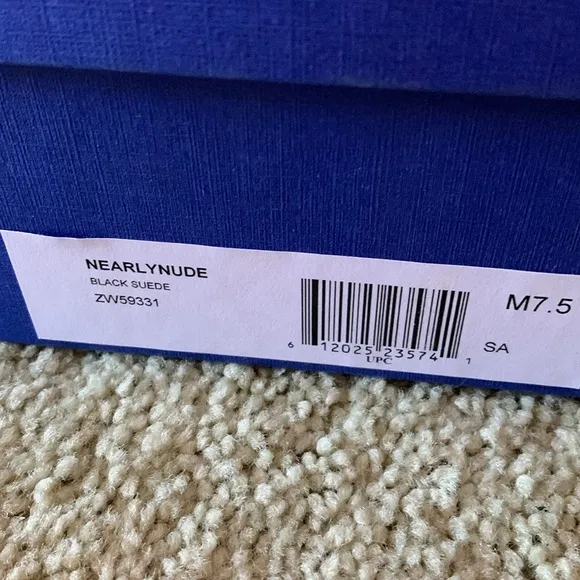 NEARLYNUDE
BLACK SUEDE
ZW59331
6 12025 23574 1
UPC
SA
M7.5